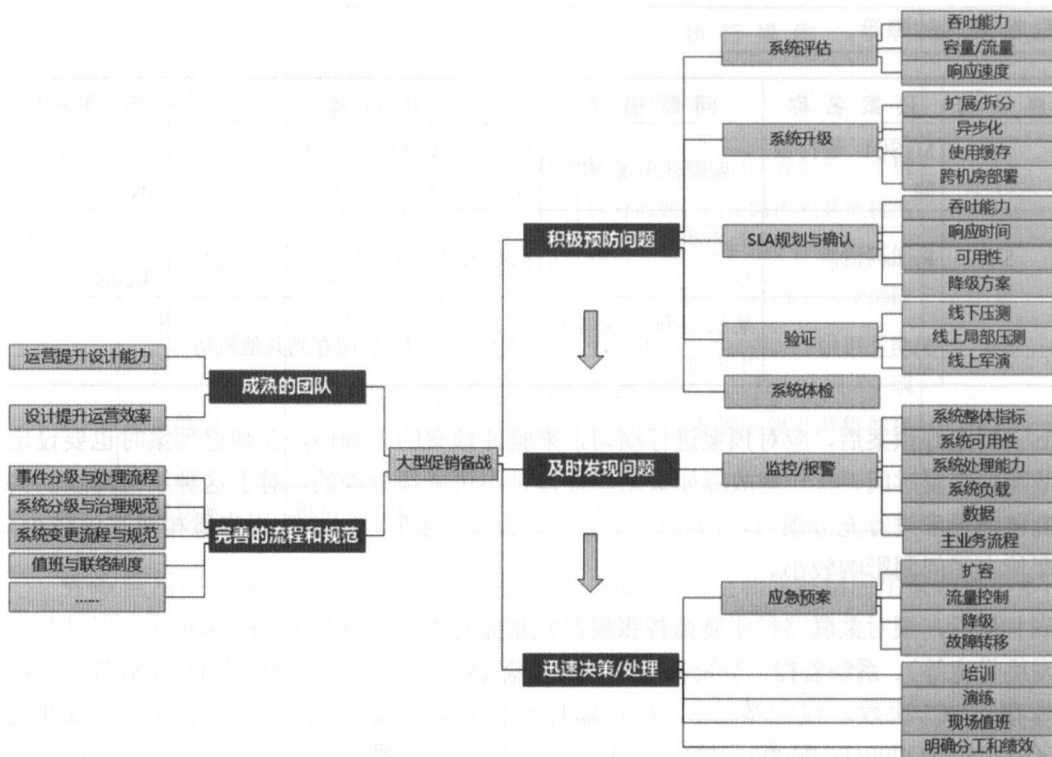 大型促销备战
成熟的团队
运营提升设计能力
设计提升运营效率
完善的流程和规范
事件分级与处理流程
系统分级与治理规范
系统变更流程与规范
值班与联络制度
……
积极预防问题
系统评估
吞吐能力
容量/流量
响应速度
系统升级
扩展/拆分
异步化
使用缓存
跨机房部署
SLA规划与确认
吞吐能力
响应时间
可用性
降级方案
验证
线下压测
线上局部压测
线上军演
系统体检
及时发现问题
监控/报警
系统整体指标
系统可用性
系统处理能力
系统负载
数据
主业务流程
迅速决策/处理
应急预案
扩容
流量控制
降级
故障转移
培训
演练
现场值班
明确分工和绩效